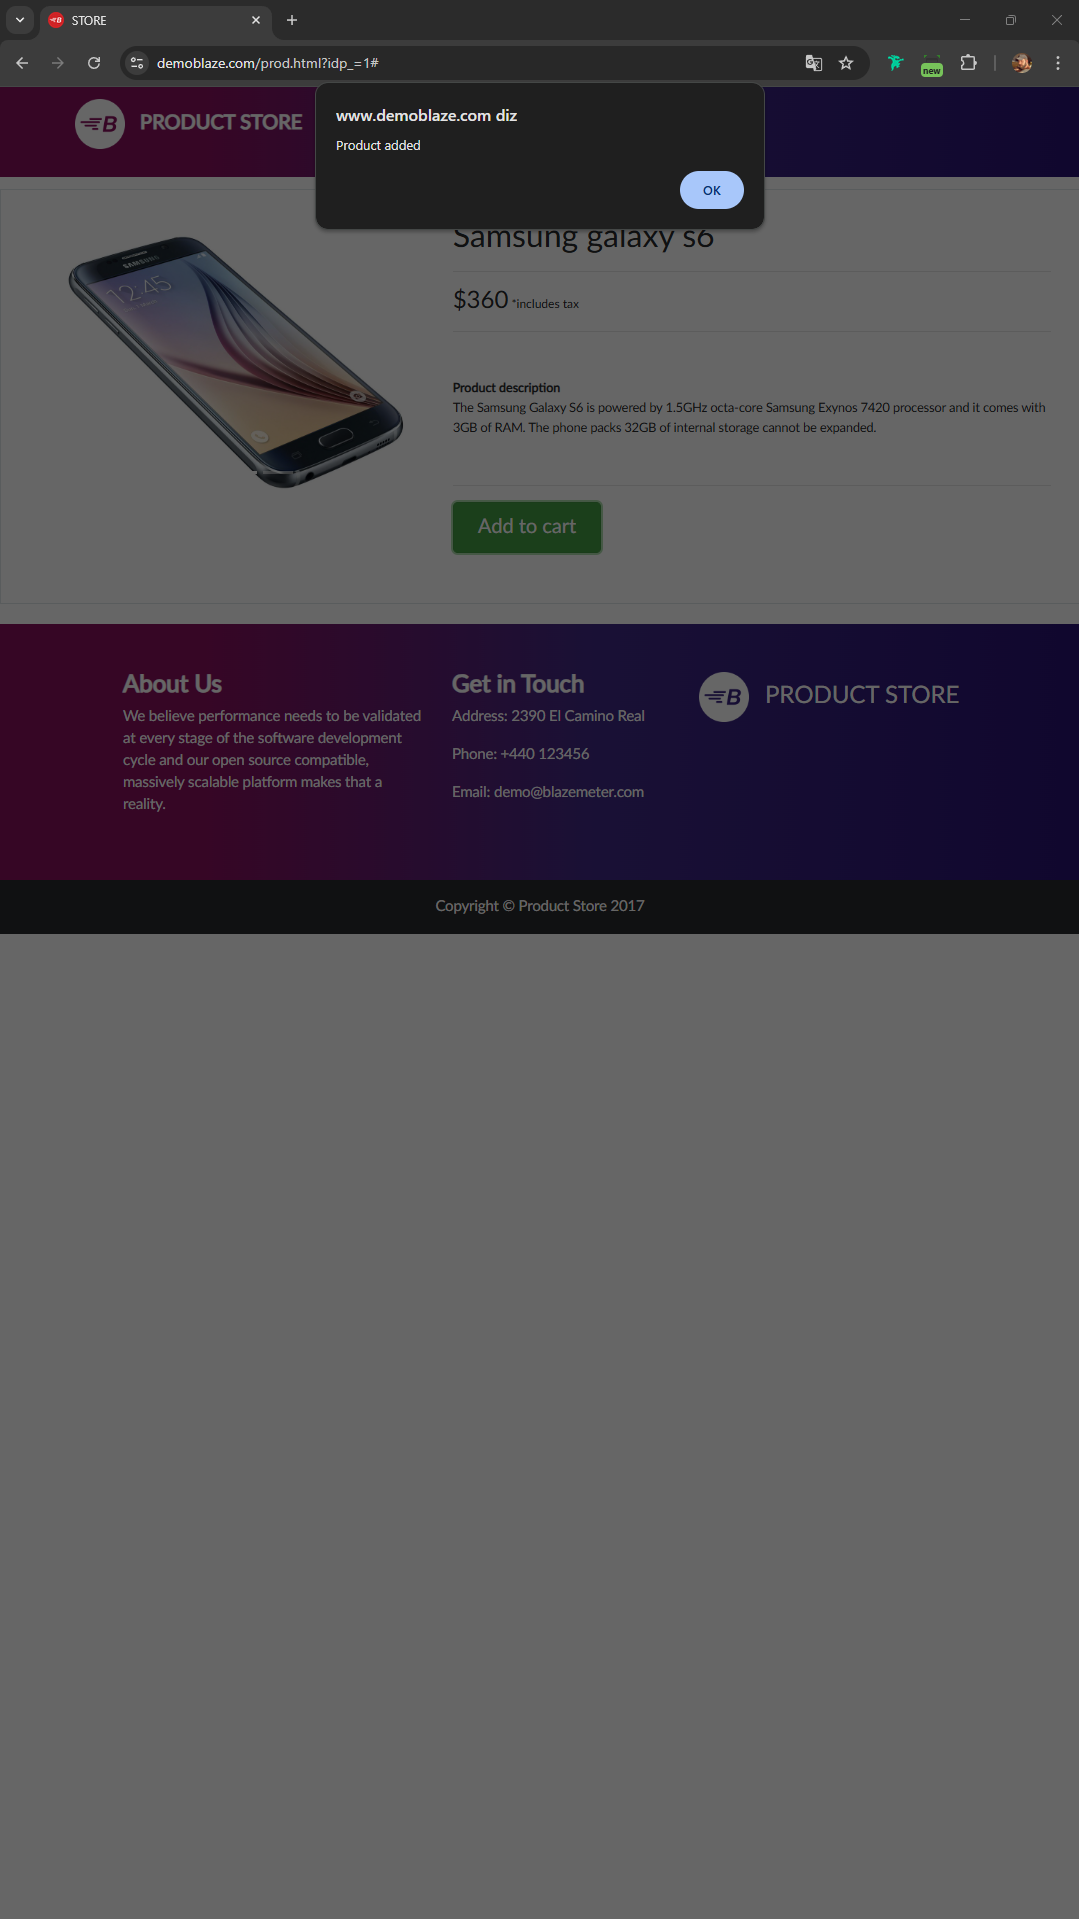 STORE
demoblaze.com/prod.html?idp_=1#
new
www.demoblaze.com diz
Product added
OK
B PRODUCT STORE
Samsung galaxy s6
SAMSUNG
12:45
$360 *includes tax
Product description
The Samsung Galaxy S6 is powered by 1.5GHz octa-core Samsung Exynos 7420 processor and it comes with
3GB of RAM. The phone packs 32GB of internal storage cannot be expanded.
Add to cart
About Us
We believe performance needs to be validated
at every stage of the software development
cycle and our open source compatible,
massively scalable platform makes that a
reality.
Get in Touch
Address: 2390 El Camino Real
Phone: +440 123456
Email: demo@blazemeter.com
B PRODUCT STORE
Copyright © Product Store 2017